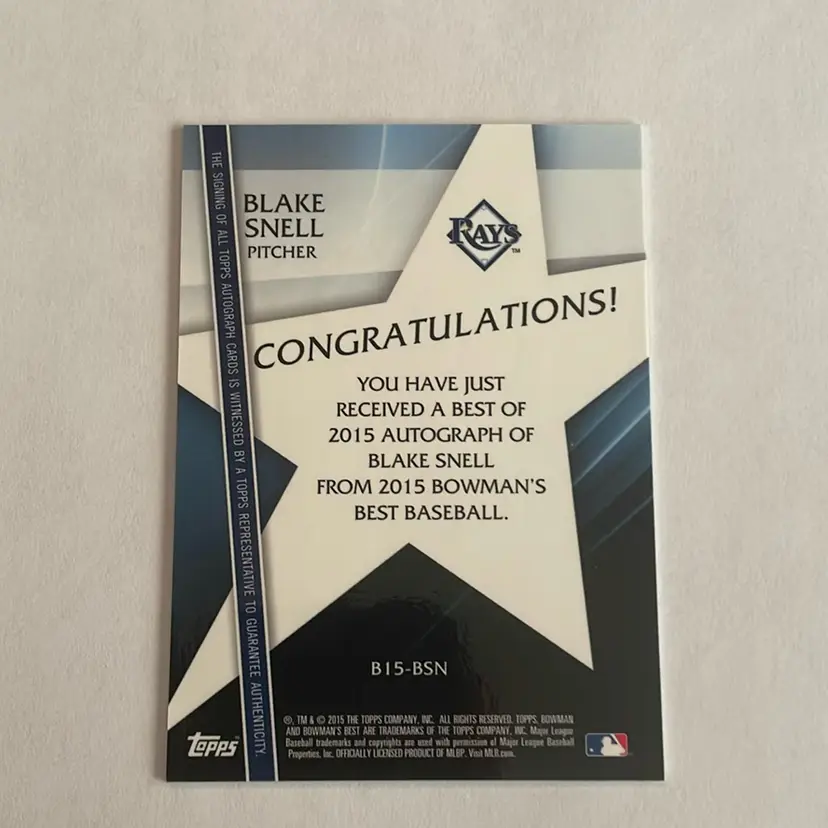 BLAKE
SNELL
PITCHER
RAYS
TM
CONGRATULATIONS!
YOU HAVE JUST
RECEIVED A BEST OF
2015 AUTOGRAPH OF
BLAKE SNELL
FROM 2015 BOWMAN'S
BEST BASEBALL.
THE SIGNING OF ALL TOPPS AUTOGRAPH CARDS IS WITNESSED BY A TOPPS REPRESENTATIVE TO GUARANTEE AUTHENTICITY.
B15-BSN
®, TM & © 2015 THE TOPPS COMPANY, INC. ALL RIGHTS RESERVED. TOPPS, BOWMAN
AND BOWMAN'S BEST ARE TRADEMARKS OF THE TOPPS COMPANY, INC. Major League
Baseball trademarks and copyrights are used with permission of Major League Baseball
Properties, Inc. OFFICIALLY LICENSED PRODUCT OF MLBP. Visit MLB.com.
topps